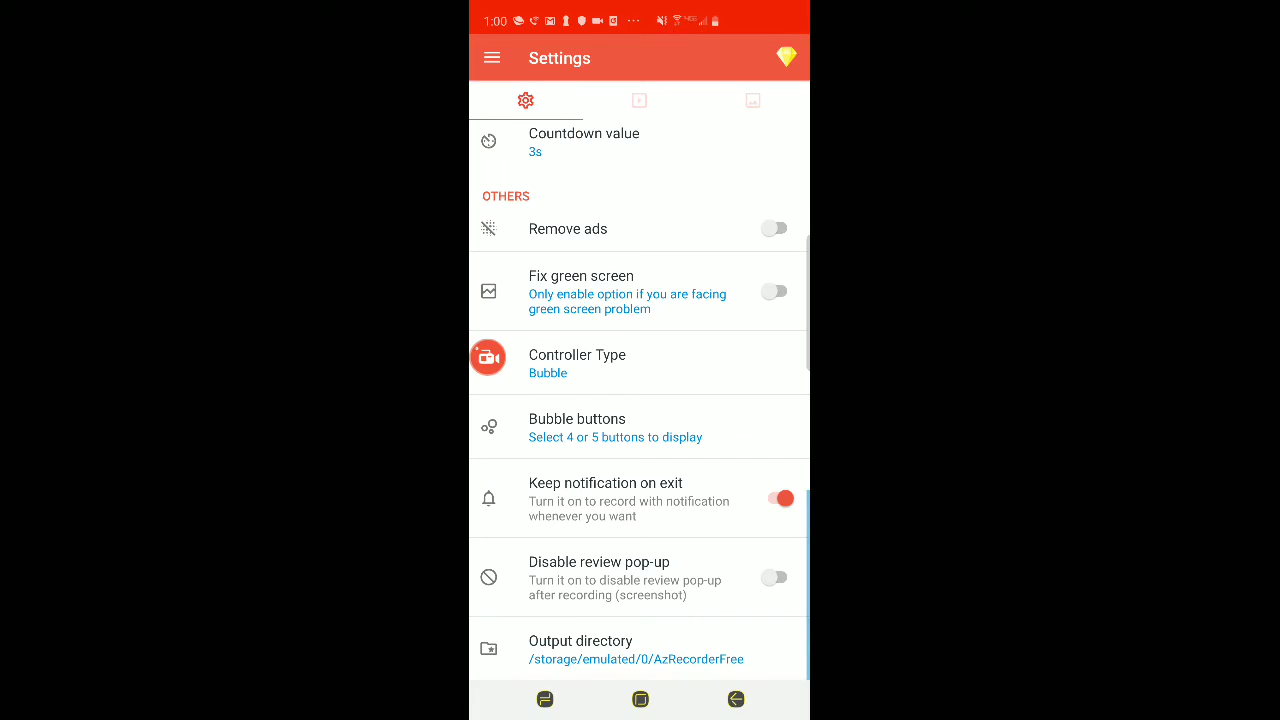 1:00
Settings
Countdown value
3s
OTHERS
Remove ads
Fix green screen
Only enable option if you are facing
green screen problem
Controller Type
Bubble
Bubble buttons
Select 4 or 5 buttons to display
Keep notification on exit
Turn it on to record with notification
whenever you want
Disable review pop-up
Turn it on to disable review pop-up
after recording (screenshot)
Output directory
/storage/emulated/0/AzRecorderFree